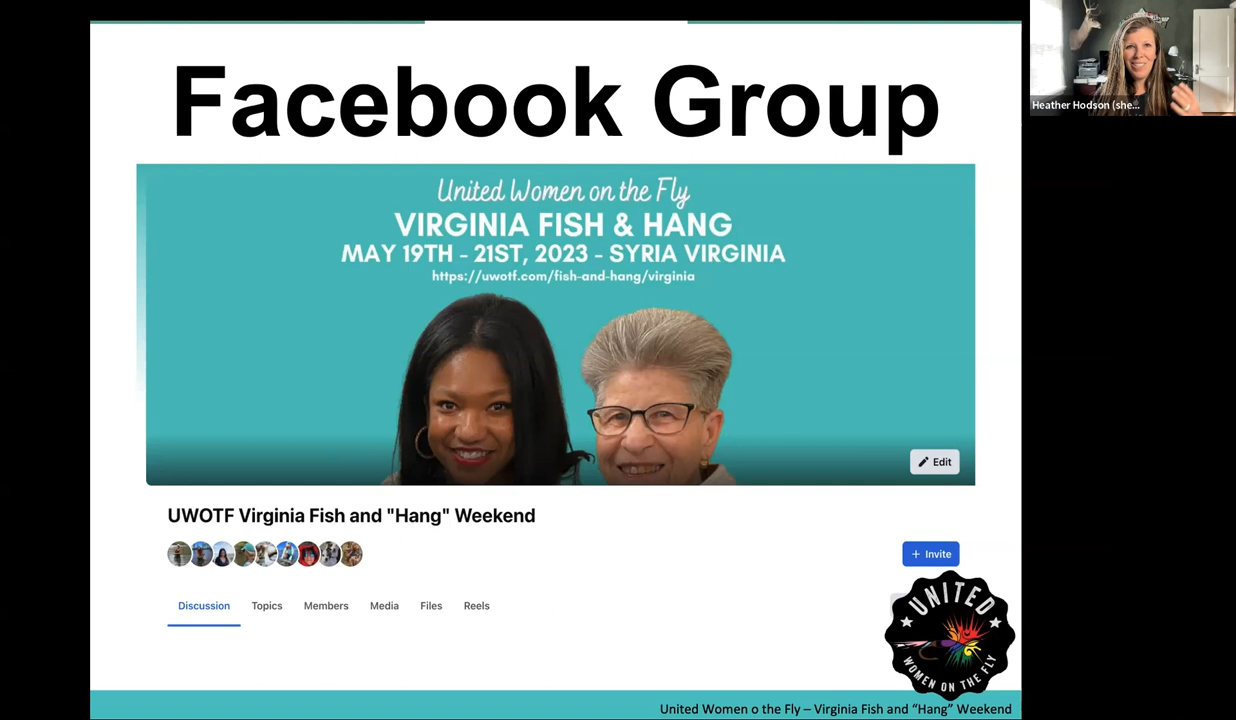 Facebook Group
Heather Hodson (she...
United Women on the Fly
VIRGINIA FISH & HANG
MAY 19TH - 21ST, 2023 - SYRIA VIRGINIA
https://uwotf.com/fish-and-hang/virginia
Edit
UWOTF Virginia Fish and "Hang" Weekend
+ Invite
Discussion Topics Members Media Files Reels
UNITED
WOMEN ON THE FLY
United Women o the Fly – Virginia Fish and “Hang” Weekend